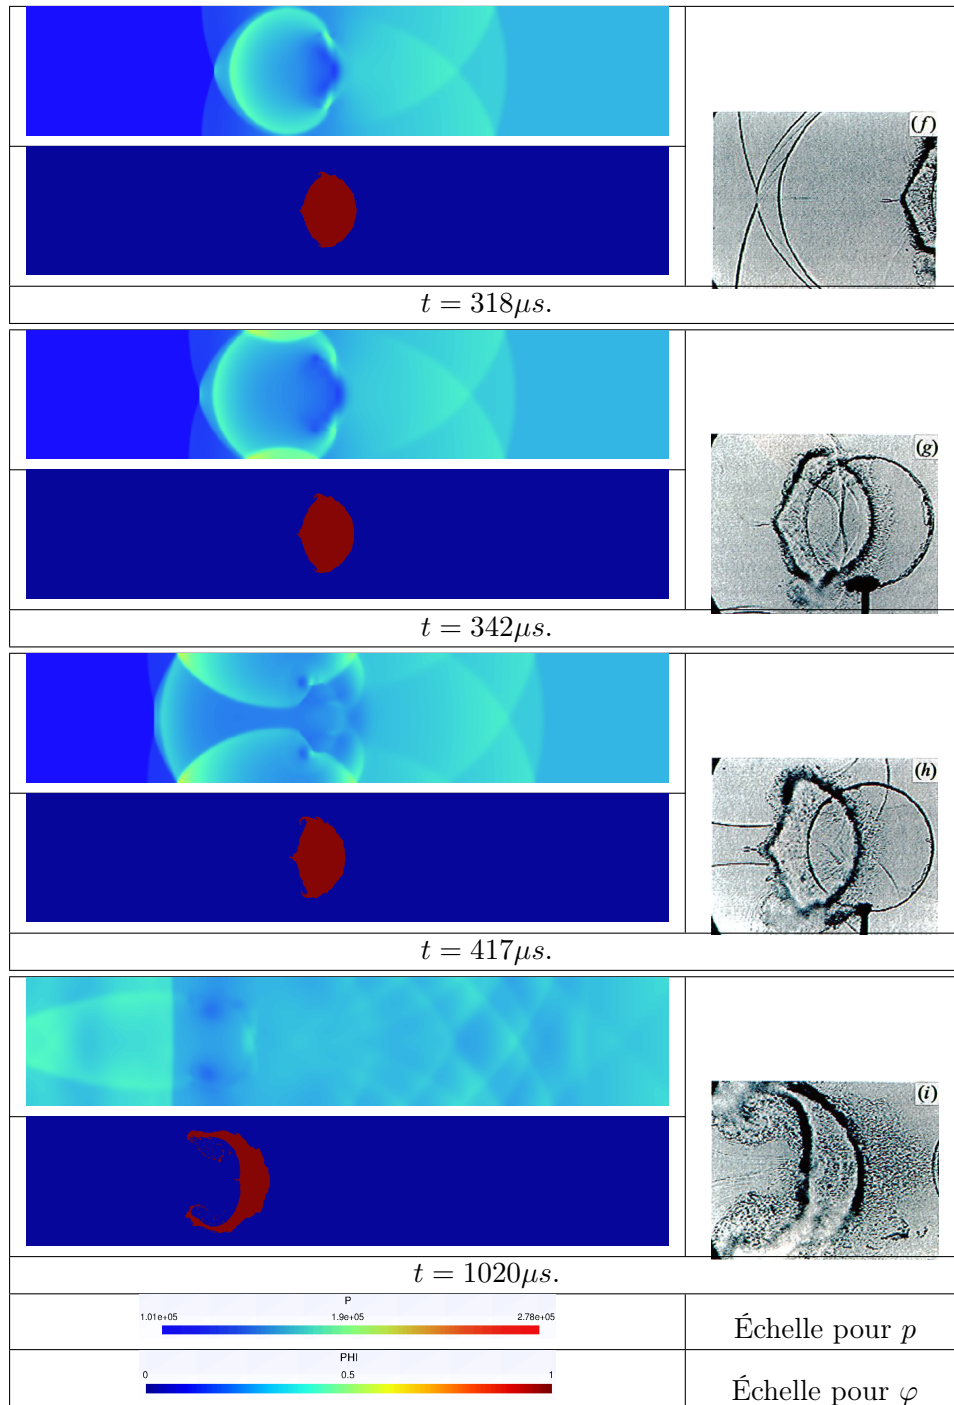 (f)
t = 318μs.
(g)
t = 342μs.
(h)
t = 417μs.
(i)
t = 1020μs.
P
1.01e+05 1.9e+05 2.78e+05
Échelle pour p
PHI
0 0.5 1
Échelle pour φ